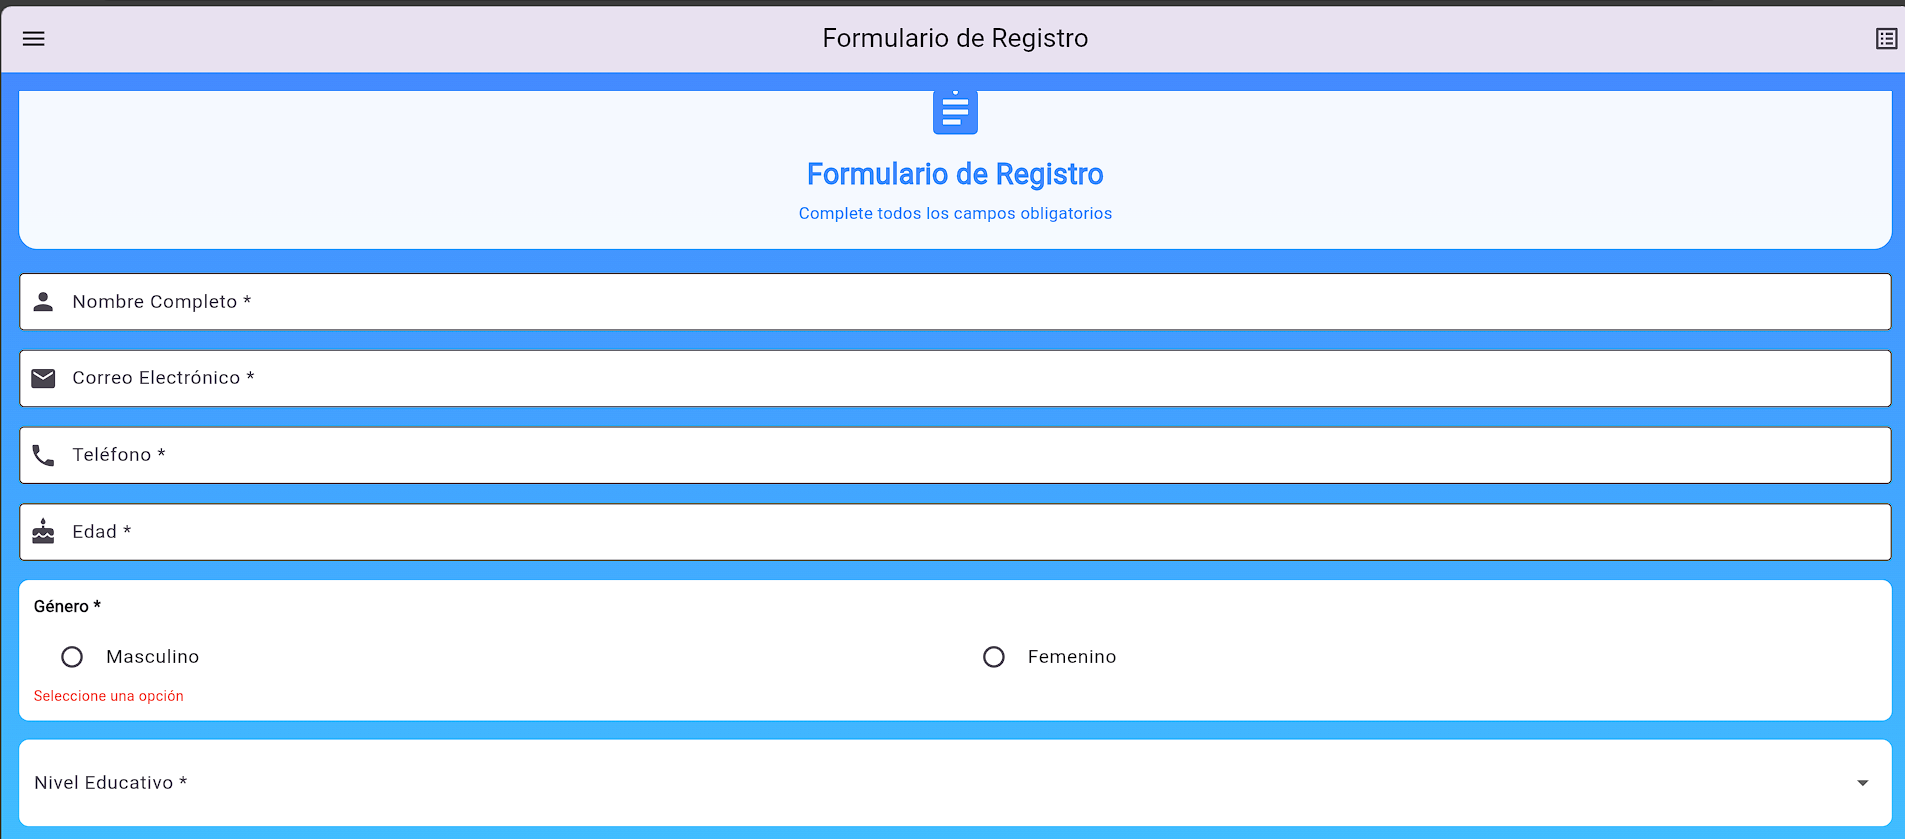 Formulario de Registro
Formulario de Registro
Complete todos los campos obligatorios
Nombre Completo *
Correo Electrónico *
Teléfono *
Edad *
Género *
Masculino Femenino
Seleccione una opción
Nivel Educativo *